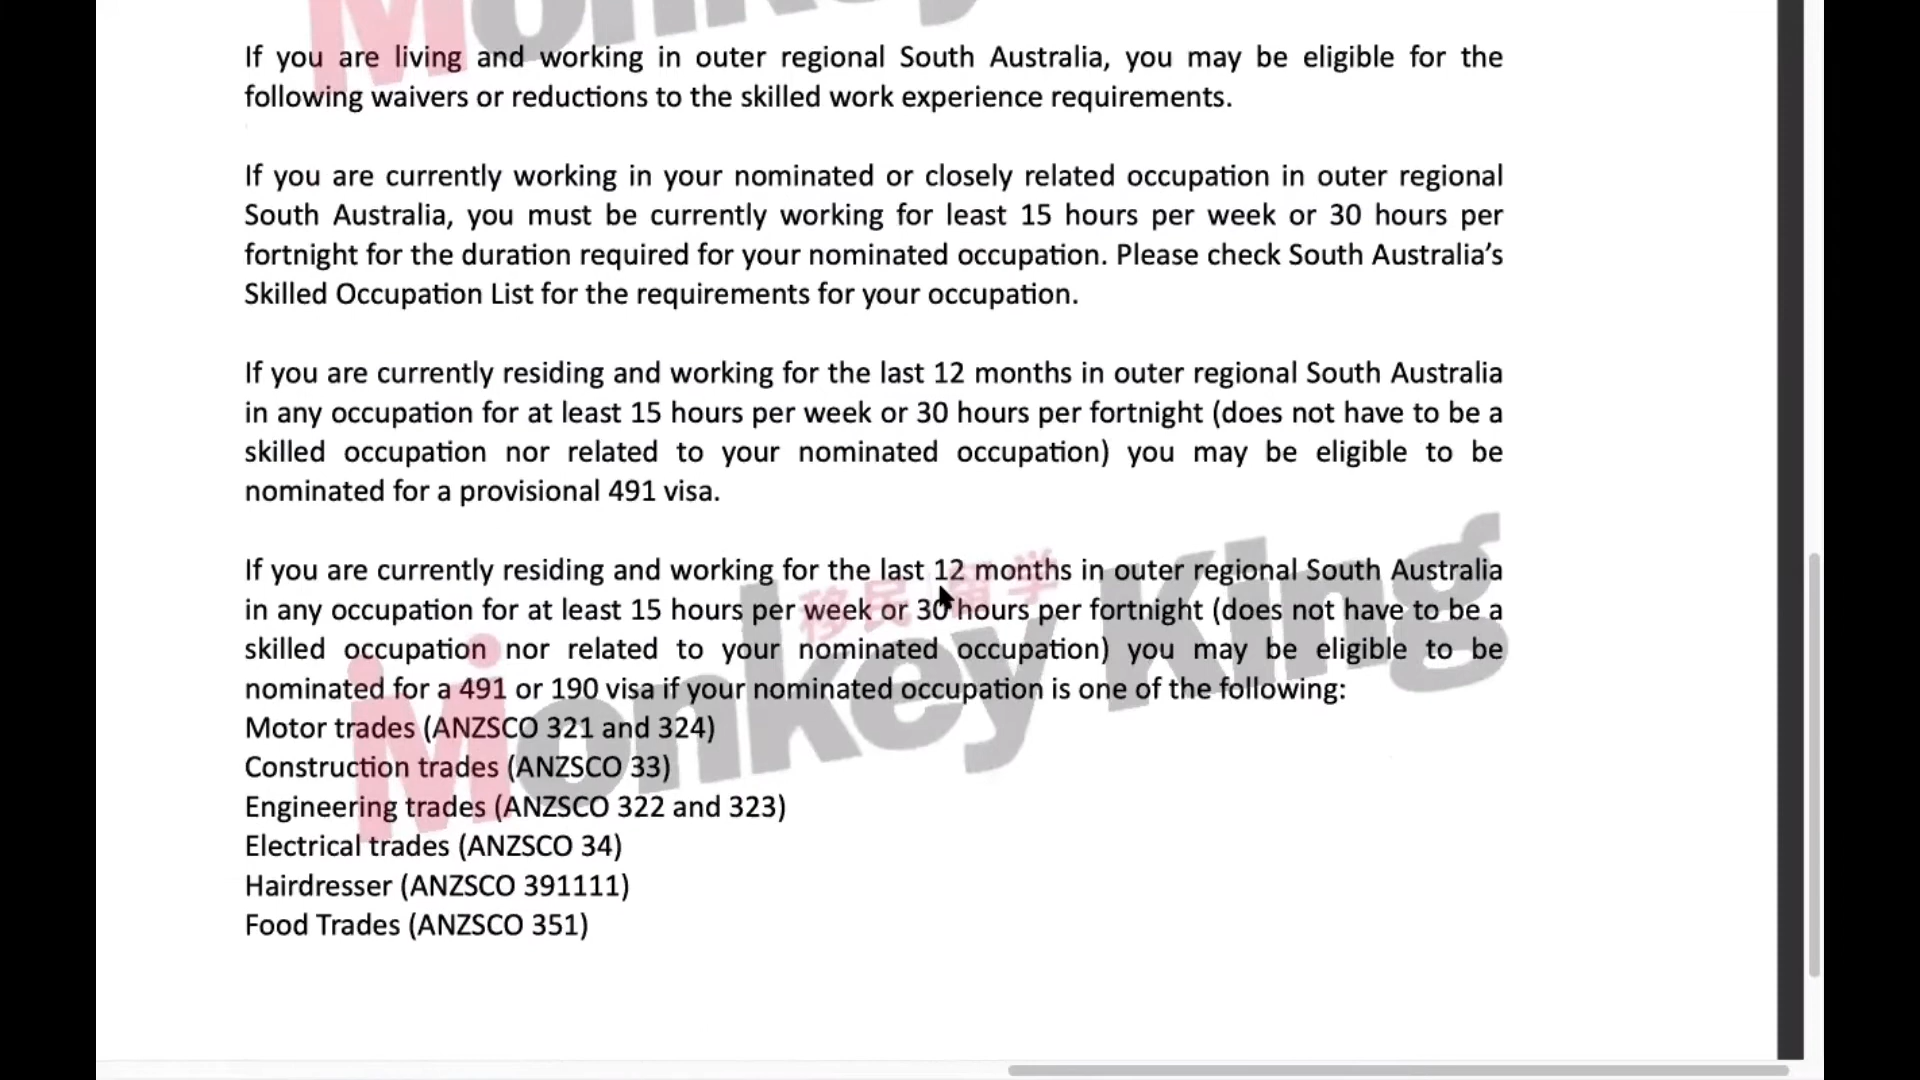 Monkey
If you are living and working in outer regional South Australia, you may be eligible for the
following waivers or reductions to the skilled work experience requirements.
If you are currently working in your nominated or closely related occupation in outer regional
South Australia, you must be currently working for least 15 hours per week or 30 hours per
fortnight for the duration required for your nominated occupation. Please check South Australia’s
Skilled Occupation List for the requirements for your occupation.
If you are currently residing and working for the last 12 months in outer regional South Australia
in any occupation for at least 15 hours per week or 30 hours per fortnight (does not have to be a
skilled occupation nor related to your nominated occupation) you may be eligible to be
nominated for a provisional 491 visa.
If you are currently residing and working for the last 12 months in outer regional South Australia
in any occupation for at least 15 hours per week or 30 hours per fortnight (does not have to be a
skilled occupation nor related to your nominated occupation) you may be eligible to be
nominated for a 491 or 190 visa if your nominated occupation is one of the following:
移民 留学
Monkey King
Motor trades (ANZSCO 321 and 324)
Construction trades (ANZSCO 33)
Engineering trades (ANZSCO 322 and 323)
Electrical trades (ANZSCO 34)
Hairdresser (ANZSCO 391111)
Food Trades (ANZSCO 351)